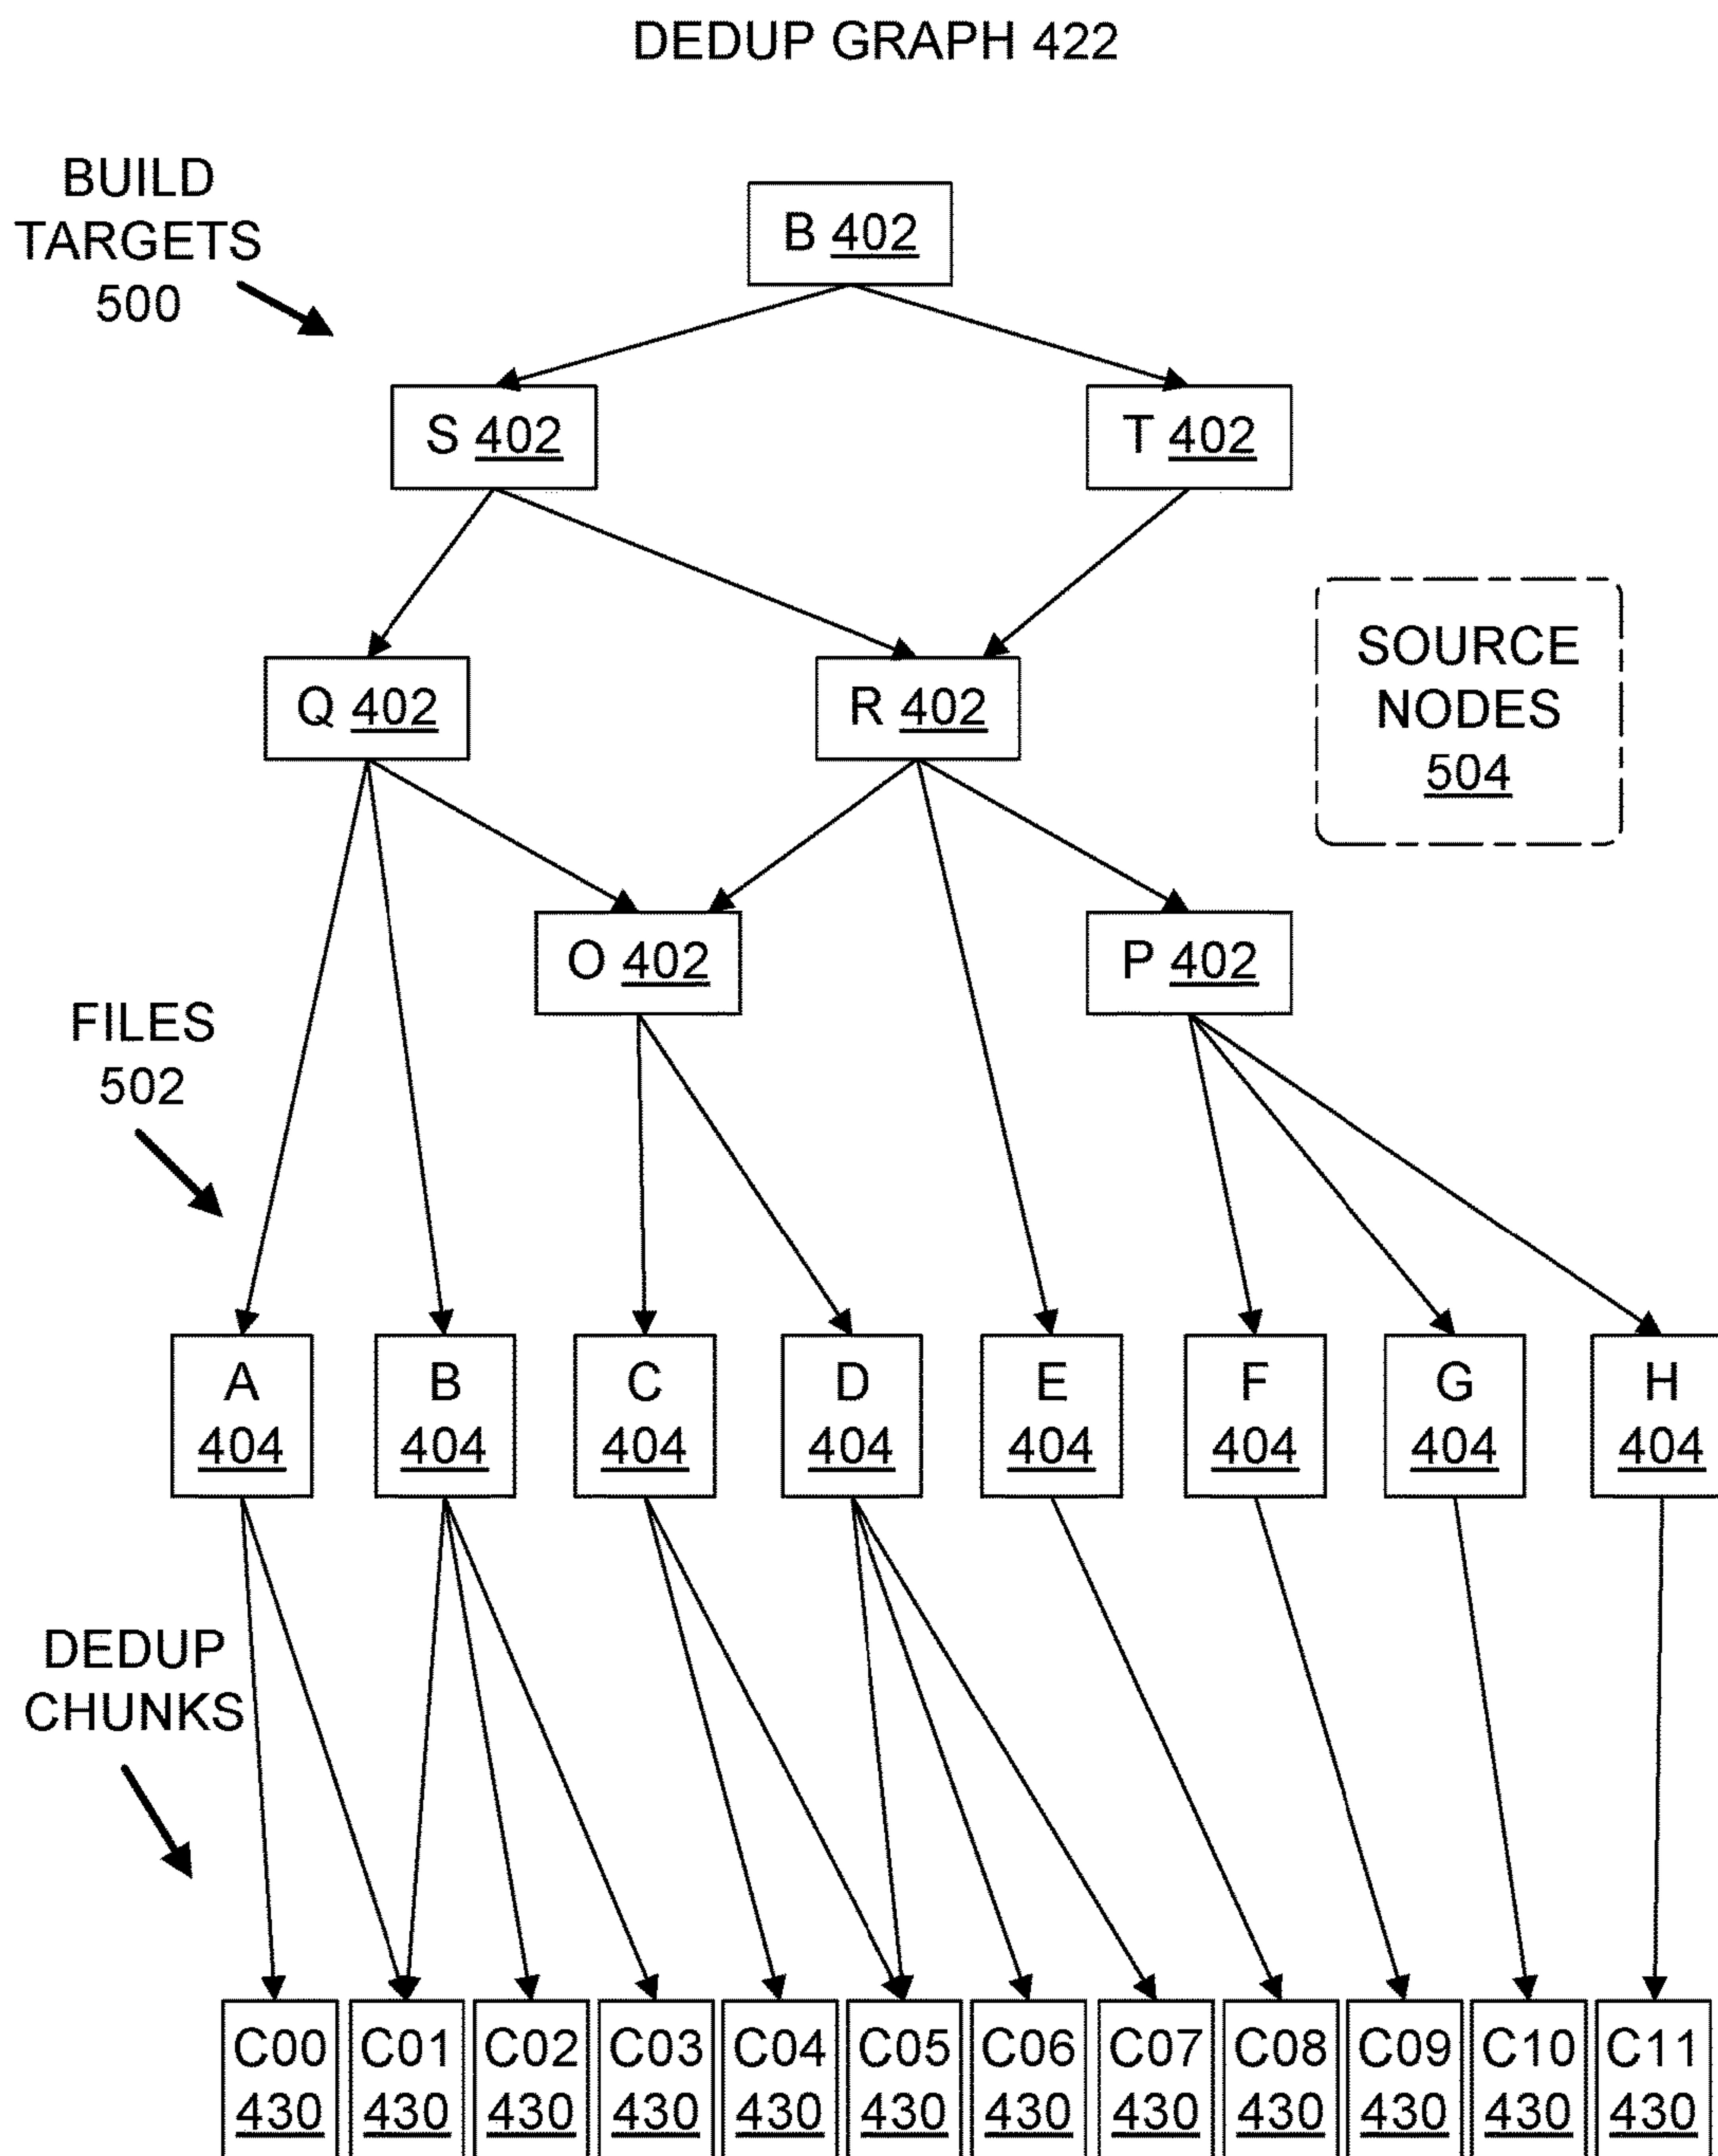 DEDUP GRAPH 422
BUILD
TARGETS
500
B 402
S 402
T 402
Q 402
R 402
SOURCE
NODES
504
O 402
P 402
FILES
502
A
404
B
404
C
404
D
404
E
404
F
404
G
404
H
404
DEDUP
CHUNKS
C00
430
C01
430
C02
430
C03
430
C04
430
C05
430
C06
430
C07
430
C08
430
C09
430
C10
430
C11
430